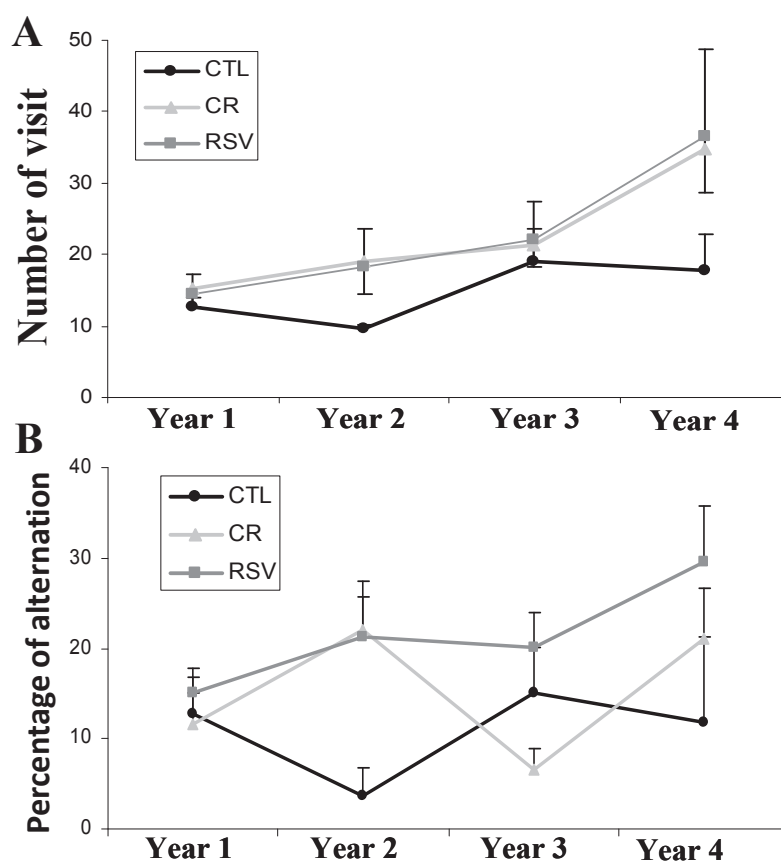 A
Number of visit
50
40
30
20
10
0
CTL
CR
RSV
Year 1 Year 2 Year 3 Year 4
B
Percentage of alternation
40
30
20
10
0
CTL
CR
RSV
Year 1 Year 2 Year 3 Year 4